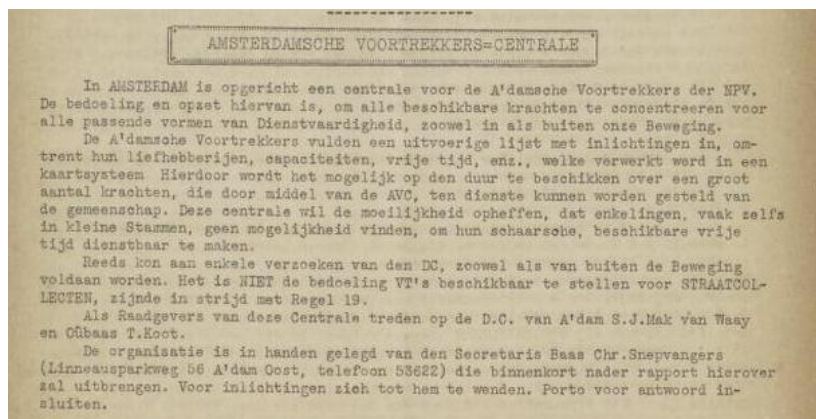 AMSTERDAMSCHE VOORTREKKERS=CENTRALE
In AMSTERDAM is opgericht een centrale voor de A'damsche Voortrekkers der NPV.
De bedoeling en opzet hiervan is, om alle beschikbare krachten te concentreeren voor
alle passende vormen van Dienstvaardigheid, zoowel in als buiten onze Beweging.
De A'damsche Voortrekkers vulden een uitvoerige lijst met inlichtingen in, om-
trent hun liefhebberijen, capaciteiten, vrije tijd, enz., welke verwerkt werd in een
kaartsysteem Hierdoor wordt het mogelijk op den duur te beschikken over een groot
aantal krachten, die door middel van de AVC, ten dienste kunnen worden gesteld van
de gemeenschap. Deze centrale wil de moeilijkheid opheffen, dat enkelingen, vaak zelfs
in kleine Stammen, geen mogelijkheid vinden, om hun schaarsche, beschikbare vrije
tijd dienstbaar te maken.
Reeds kon aan enkele verzoeken van den DC, zoowel als van buiten de Beweging
voldaan worden. Het is NIET de bedoeling VT's beschikbaar te stellen voor STRAATCOL-
LECTEN, zijnde in strijd met Regel 19.
Als Raadgevers van deze Centrale treden op de D.C. van A'dam S.J.Mak van Waay
en Oubaas T.Koot.
De organisatie is in handen gelegd van den Secretaris Baas Chr.Snepvangers
(Linneausparkweg 56 A'dam Oost, telefoon 53622) die binnenkort nader rapport hierover
zal uitbrengen. Voor inlichtingen zich tot hem te wenden. Porto voor antwoord in-
sluiten.